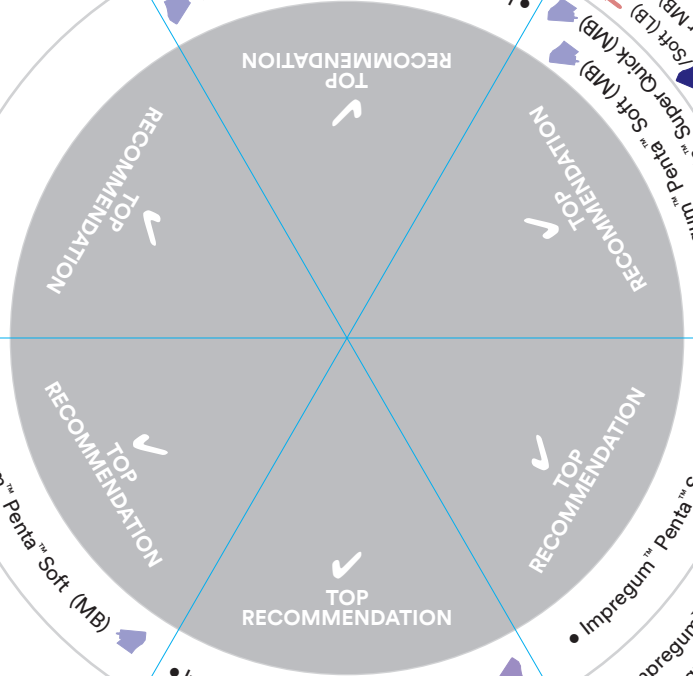 TOP
RECOMMENDATION
TOP
RECOMMENDATION
TOP
RECOMMENDATION
TOP
RECOMMENDATION
TOP
RECOMMENDATION
TOP
RECOMMENDATION
/Soft (LB)
Super Quick (MB)
Penta™ Soft (MB)
™ Penta™ Soft (MB)
• Impregum™ Penta™ S